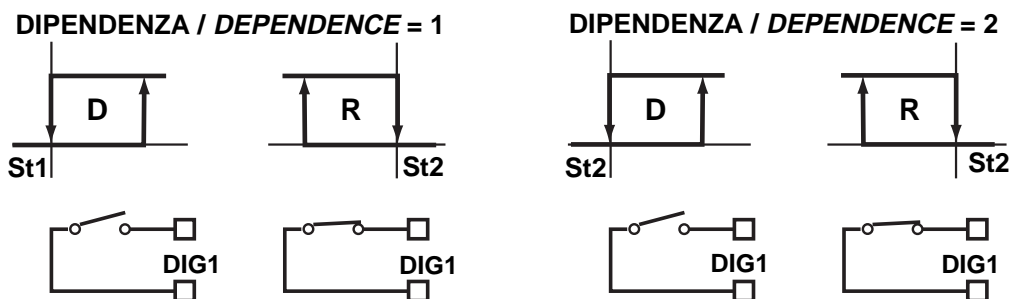 DIPENDENZA / DEPENDENCE = 1
DIPENDENZA / DEPENDENCE = 2
D R D R
St1 St2 St2 St2
DIG1 DIG1 DIG1 DIG1